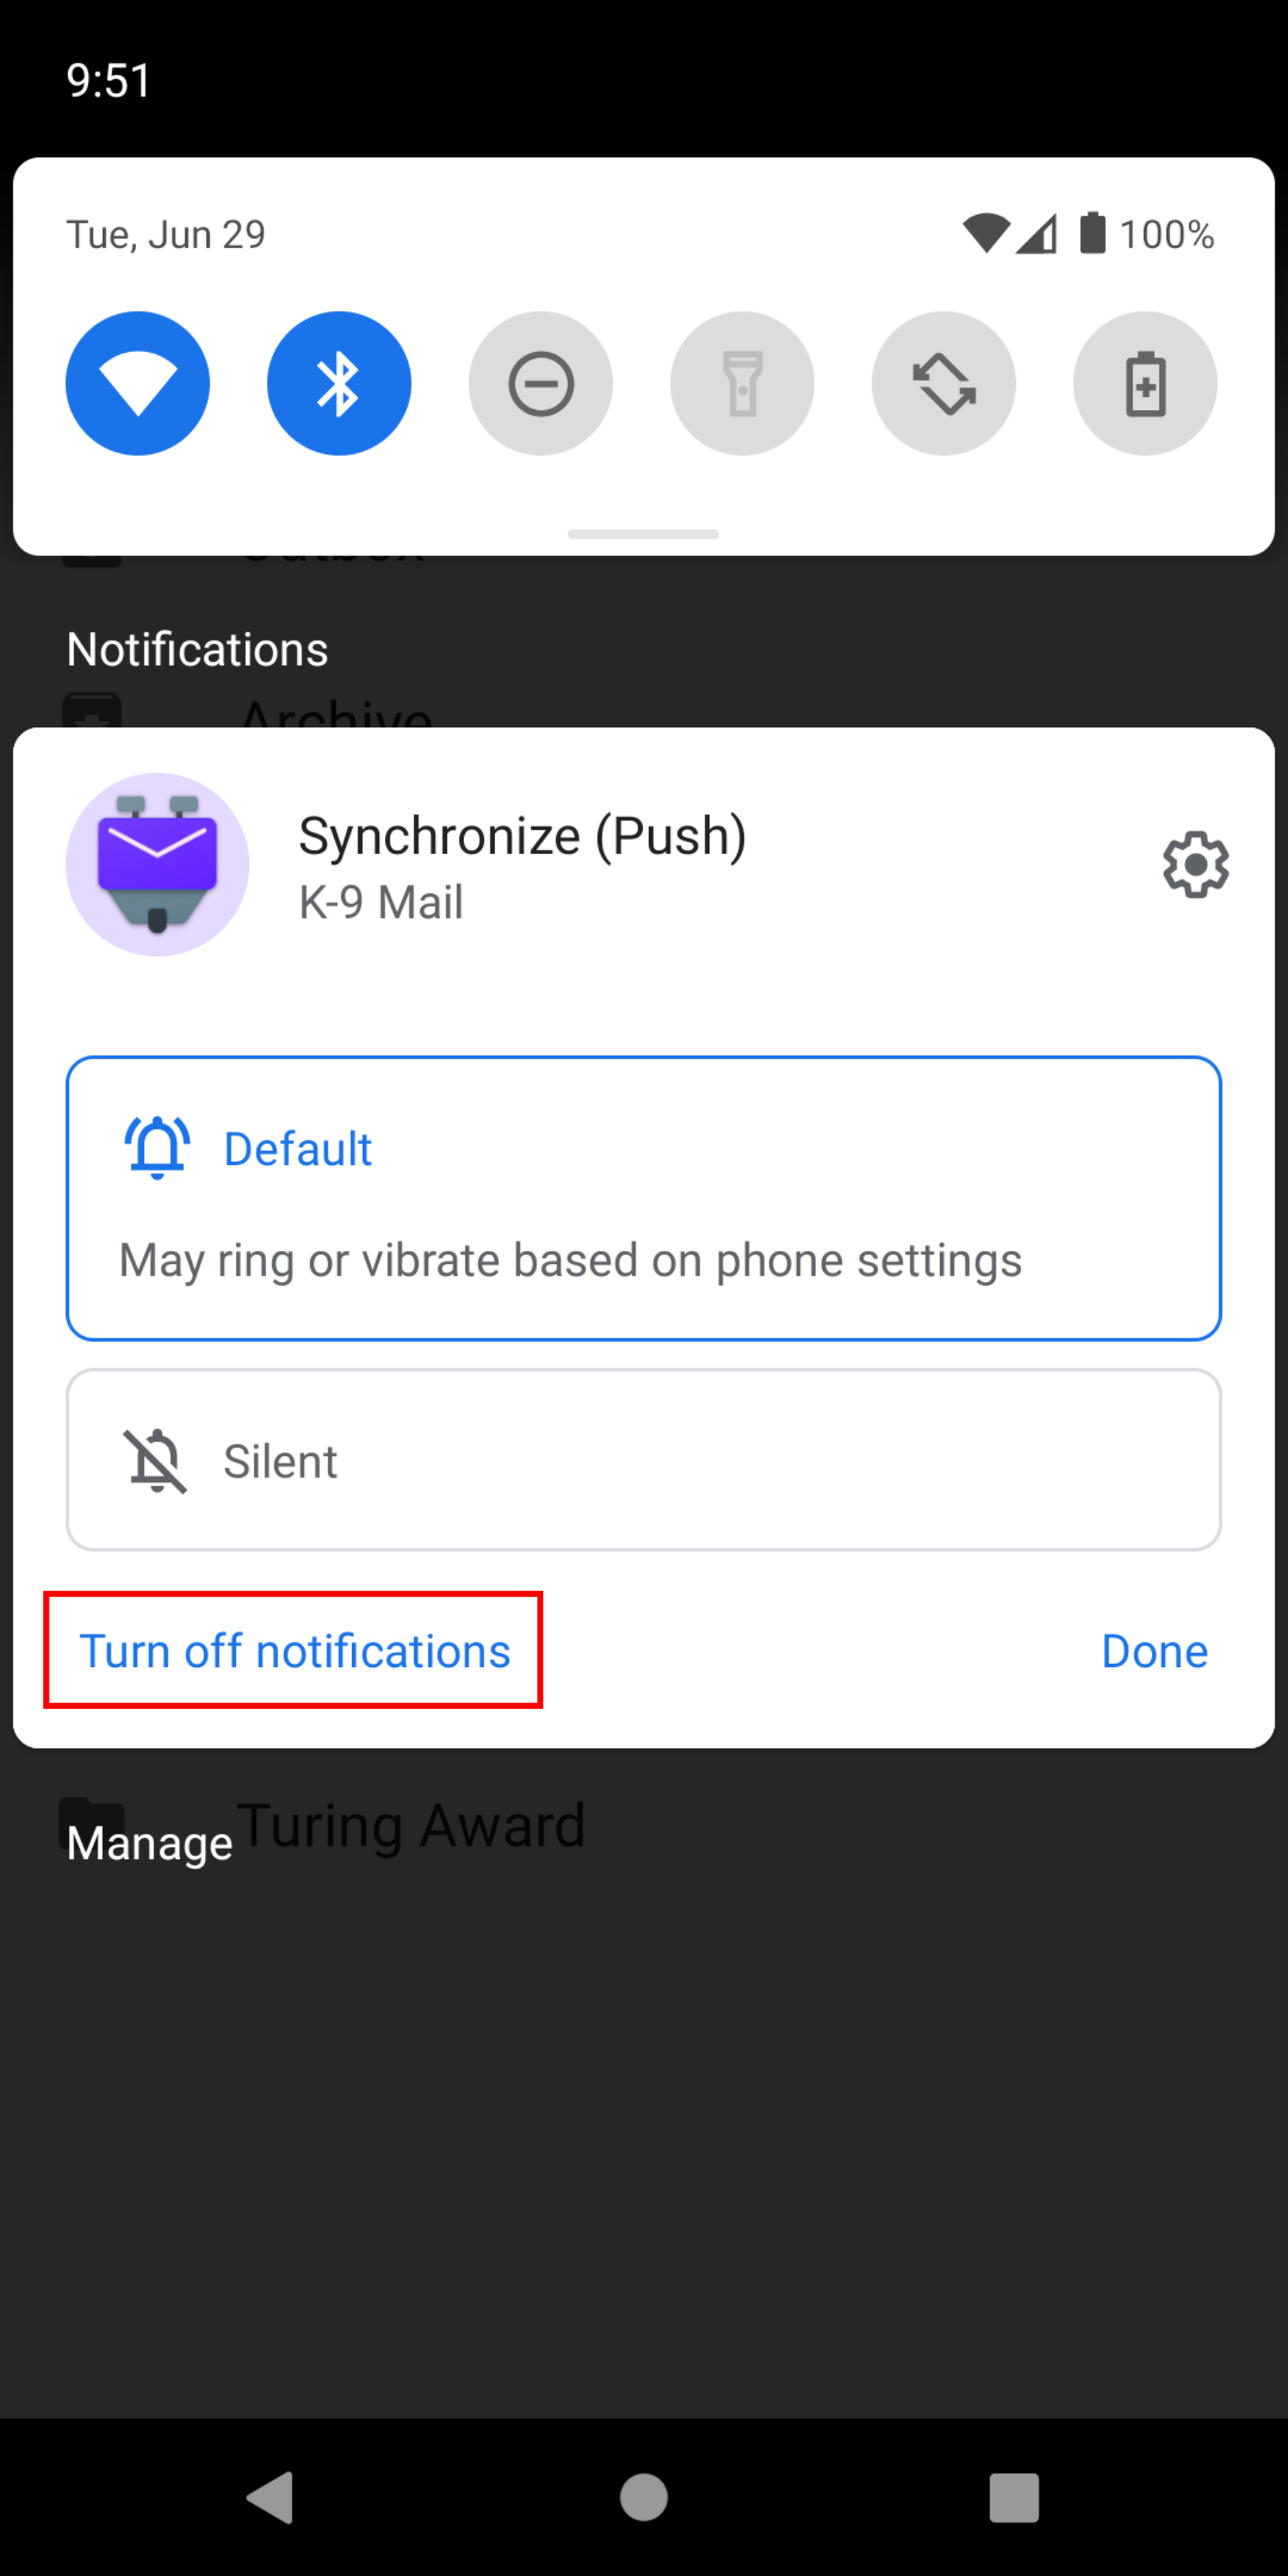 9:51
Tue, Jun 29
100%
Notifications
Archive
Synchronize (Push)
K-9 Mail
Default
May ring or vibrate based on phone settings
Silent
Turn off notifications
Done
Turing Award
Manage